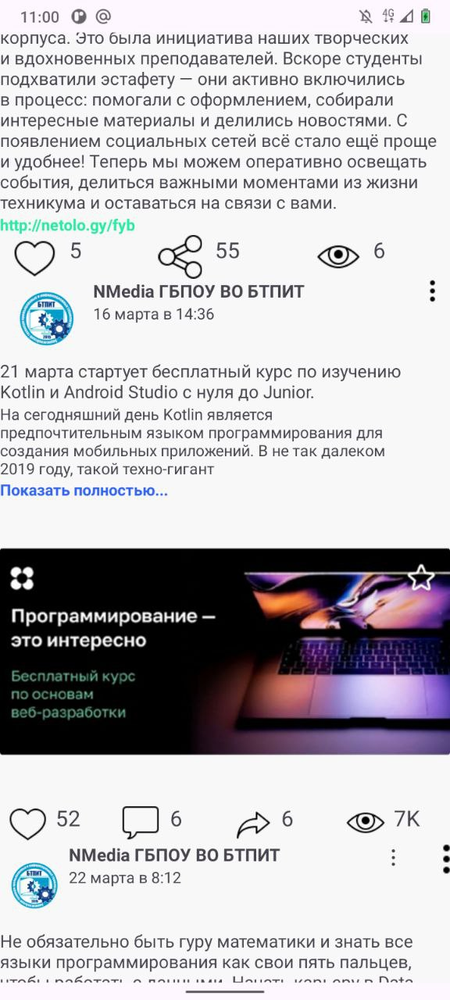 11:00
4G
корпуса. Это была инициатива наших творческих
и вдохновенных преподавателей. Вскоре студенты
подхватили эстафету — они активно включились
в процесс: помогали с оформлением, собирали
интересные материалы и делились новостями. С
появлением социальных сетей всё стало ещё проще
и удобнее! Теперь мы можем оперативно освещать
события, делиться важными моментами из жизни
техникума и оставаться на связи с вами.
http://netolo.gy/fyb
5 55 6
NMedia ГБПОУ ВО БТПИТ
16 марта в 14:36
БТПИТ
21 марта стартует бесплатный курс по изучению
Kotlin и Android Studio с нуля до Junior.
На сегодняшний день Kotlin является
предпочтительным языком программирования для
создания мобильных приложений. В не так далеком
2019 году, такой техно-гигант
Показать полностью...
Программирование —
это интересно
Бесплатный курс
по основам
веб-разработки
52 6 6 7K
NMedia ГБПОУ ВО БТПИТ
22 марта в 8:12
БТПИТ
Не обязательно быть гуру математики и знать все
языки программирования как свои пять пальцев,
чтобы работать с данными. Начать карьеру в Data